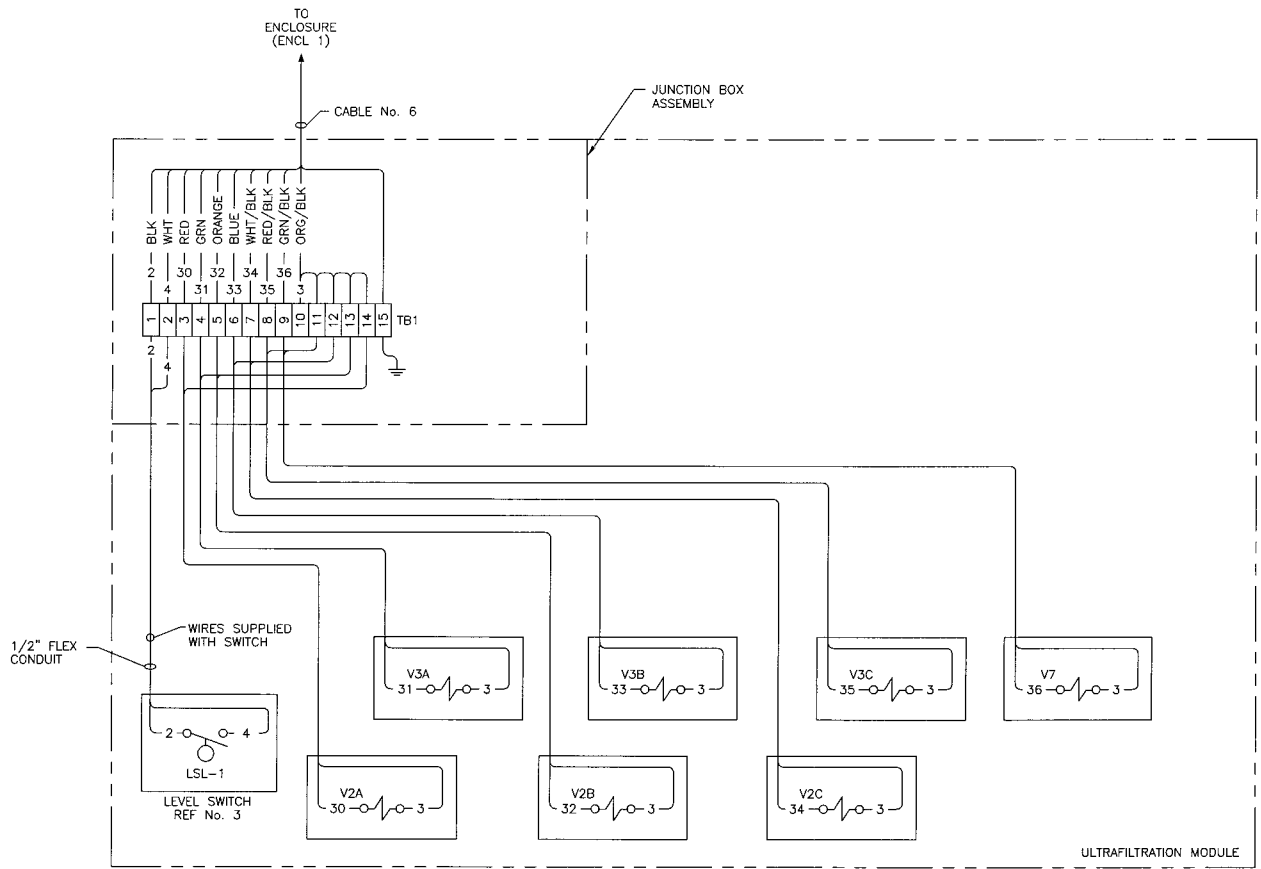 TO
ENCLOSURE
(ENCL 1)
CABLE No. 6
JUNCTION BOX
ASSEMBLY
BLK
WHT
RED
GRN
ORANGE
BLUE
WHT/BLK
RED/BLK
GRN/BLK
ORG/BLK
2 30 32 34 36
4 31 33 35 3
1 2 3 4 5 6 7 8 9 10 11 12 13 14 15 TB1
2
4
WIRES SUPPLIED
WITH SWITCH
1/2" FLEX
CONDUIT
V3A
31 3
V3B
33 3
V3C
35 3
V7
36 3
2 4
LSL-1
LEVEL SWITCH
REF No. 3
V2A
30 3
V2B
32 3
V2C
34 3
ULTRAFILTRATION MODULE